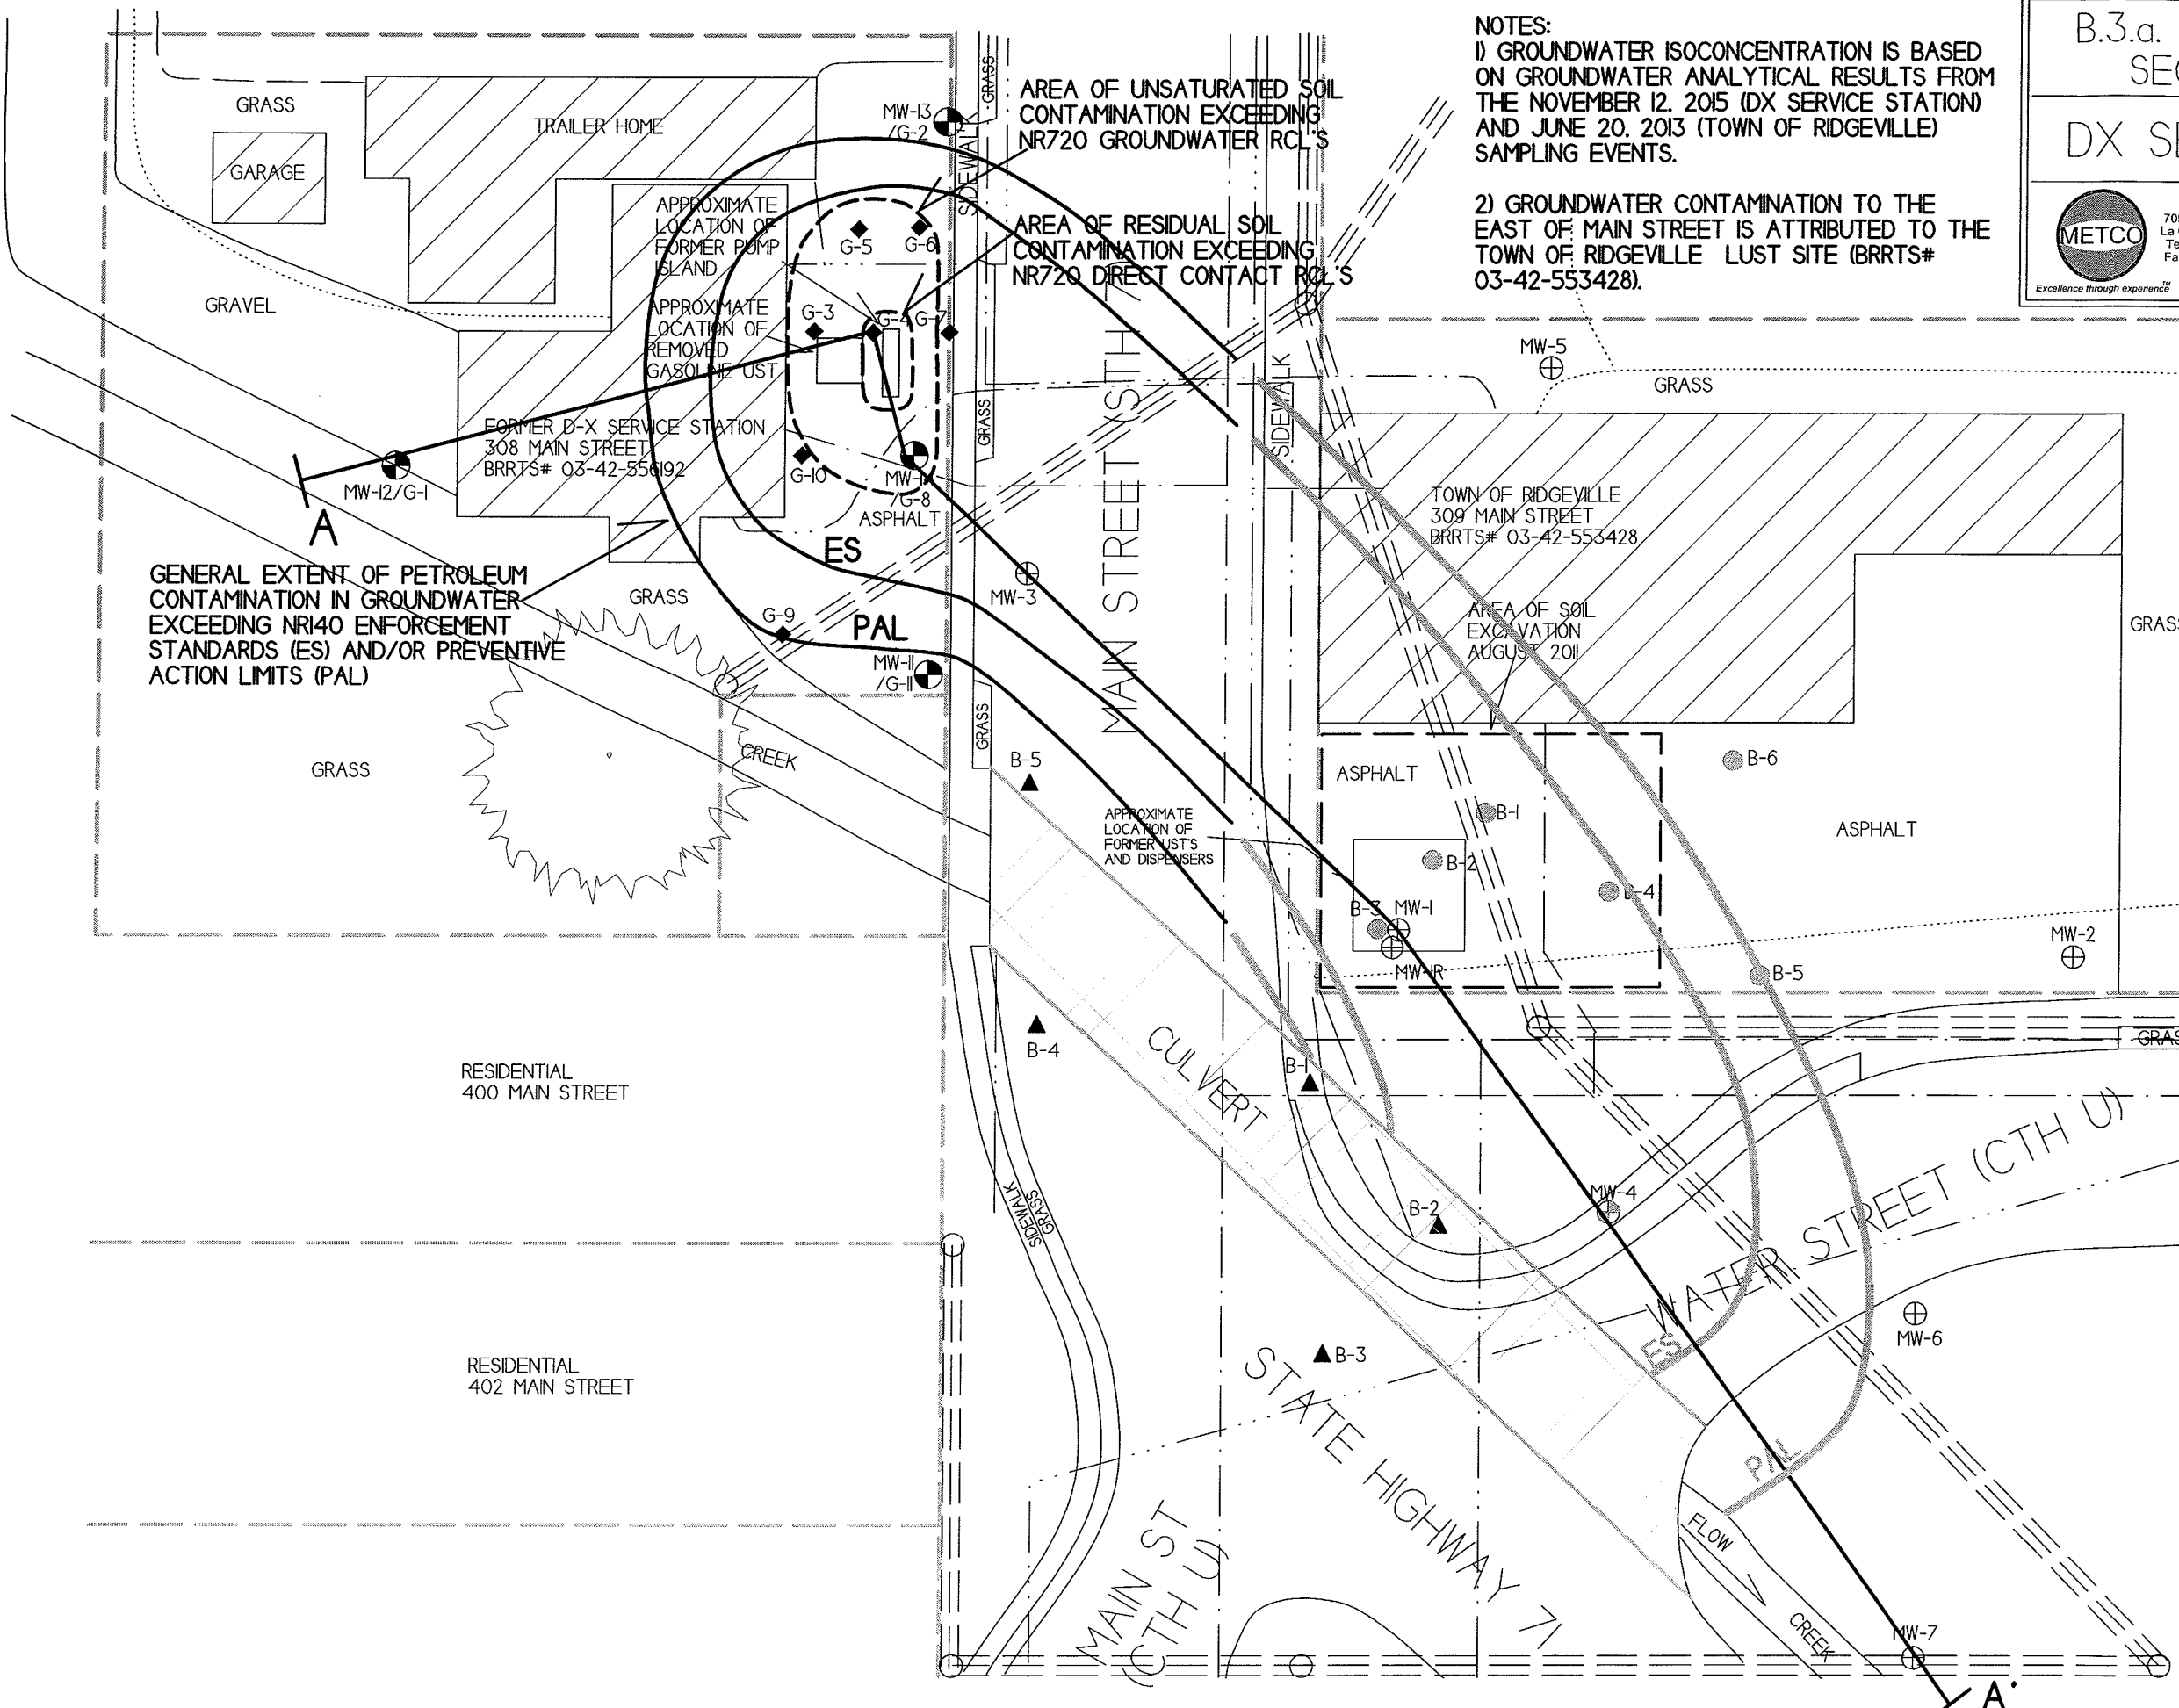 NOTES:
1) GROUNDWATER ISOCONCENTRATION IS BASED
ON GROUNDWATER ANALYTICAL RESULTS FROM
THE NOVEMBER 12, 2015 (DX SERVICE STATION)
AND JUNE 20, 2013 (TOWN OF RIDGEVILLE)
SAMPLING EVENTS.
2) GROUNDWATER CONTAMINATION TO THE
EAST OF MAIN STREET IS ATTRIBUTED TO THE
TOWN OF RIDGEVILLE LUST SITE (BRRTS#
03-42-553428).
B.3.a.
DX
METCO
Excellence through experience™
GRASS
GARAGE
TRAILER HOME
GRAVEL
MW-13
/G-2
GRASS
SIDEWALK
AREA OF UNSATURATED SOIL
CONTAMINATION EXCEEDING
NR720 GROUNDWATER RCL'S
AREA OF RESIDUAL SOIL
CONTAMINATION EXCEEDING
NR720 DIRECT CONTACT RCL'S
APPROXIMATE
LOCATION OF
FORMER PUMP
ISLAND
APPROXIMATE
LOCATION OF
REMOVED
GASOLINE UST
G-5
G-6
G-3
G-4
G-7
FORMER D-X SERVICE STATION
308 MAIN STREET
BRRTS# 03-42-556192
MW-12/G-1
A
G-10
/G-8
ASPHALT
GRASS
ES
PAL
GENERAL EXTENT OF PETROLEUM
CONTAMINATION IN GROUNDWATER
EXCEEDING NR140 ENFORCEMENT
STANDARDS (ES) AND/OR PREVENTIVE
ACTION LIMITS (PAL)
GRASS
G-9
MW-11
/G-11
MW-3
MAIN STREET (STH 71)
SIDEWALK
MW-5
GRASS
TOWN OF RIDGEVILLE
309 MAIN STREET
BRRTS# 03-42-553428
AREA OF SOIL
EXCAVATION
AUGUST 2011
GRASS
GRASS
CREEK
GRASS
B-5
APPROXIMATE
LOCATION OF
FORMER UST'S
AND DISPENSERS
ASPHALT
B-6
B-1
B-2
B-4
B-3
MW-1
MW-1R
B-5
ASPHALT
MW-2
RESIDENTIAL
400 MAIN STREET
B-4
CULVERT
B-1
B-2
MW-4
WATER STREET (CTH U)
SIDEWALK
GRASS
ES
MW-6
RESIDENTIAL
402 MAIN STREET
B-3
STATE HIGHWAY 71
PAL
MAIN ST
(CTH U)
FLOW
CREEK
MW-7
A'